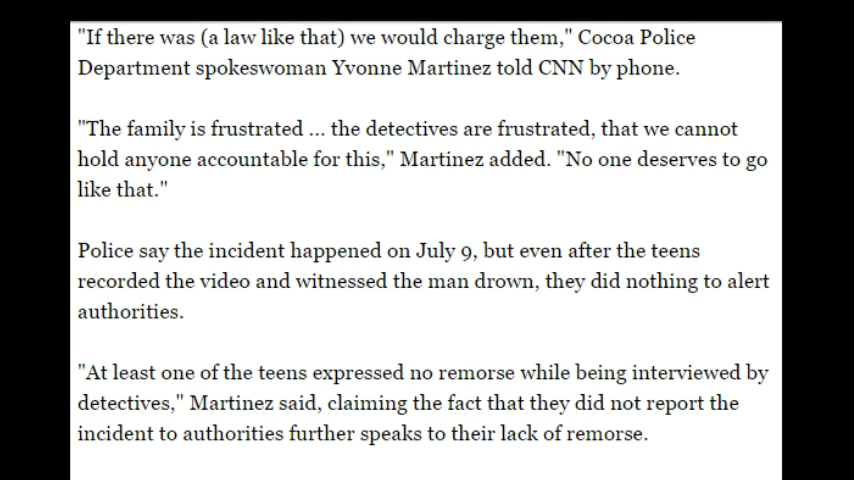 "If there was (a law like that) we would charge them," Cocoa Police
Department spokeswoman Yvonne Martinez told CNN by phone.
"The family is frustrated ... the detectives are frustrated, that we cannot
hold anyone accountable for this," Martinez added. "No one deserves to go
like that."
Police say the incident happened on July 9, but even after the teens
recorded the video and witnessed the man drown, they did nothing to alert
authorities.
"At least one of the teens expressed no remorse while being interviewed by
detectives," Martinez said, claiming the fact that they did not report the
incident to authorities further speaks to their lack of remorse.